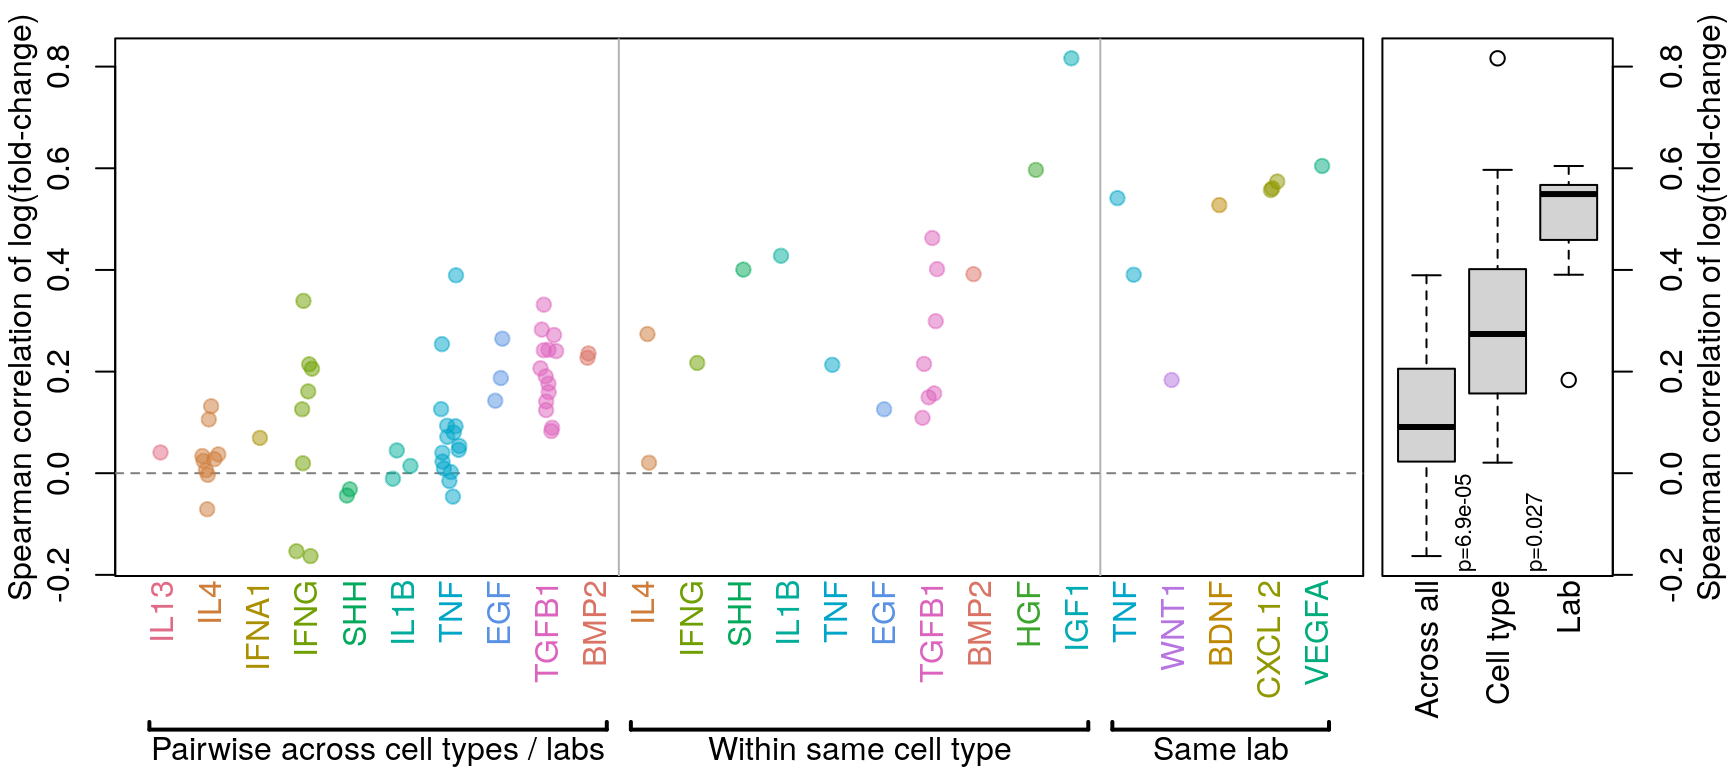 Spearman correlation of log(fold-change)
0.8
0.6
0.4
0.2
0.0
-0.2
IL13
IL4
IFNA1
IFNG
SHH
IL1B
TNF
EGF
TGFB1
BMP2
IL4
IFNG
SHH
IL1B
TNF
EGF
TGFB1
BMP2
HGF
IGF1
TNF
WNT1
BDNF
CXCL12
VEGFA
Pairwise across cell types / labs
Within same cell type
Same lab
p=6.9e-05
p=0.027
Across all
Cell type
Lab
0.8
0.6
0.4
0.2
0.0
-0.2
Spearman correlation of log(fold-change)